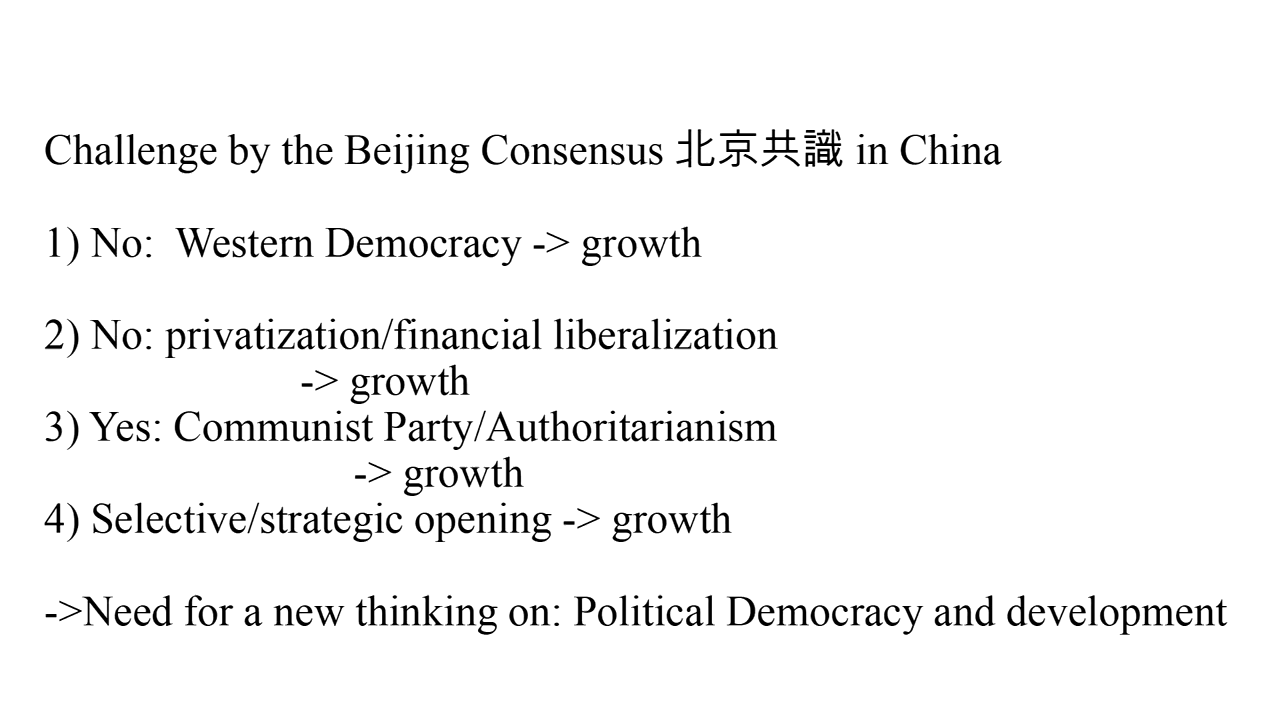 Challenge by the Beijing Consensus 北京共識 in China
1) No:  Western Democracy -> growth
2) No: privatization/financial liberalization
-> growth
3) Yes: Communist Party/Authoritarianism
-> growth
4) Selective/strategic opening -> growth
->Need for a new thinking on: Political Democracy and development